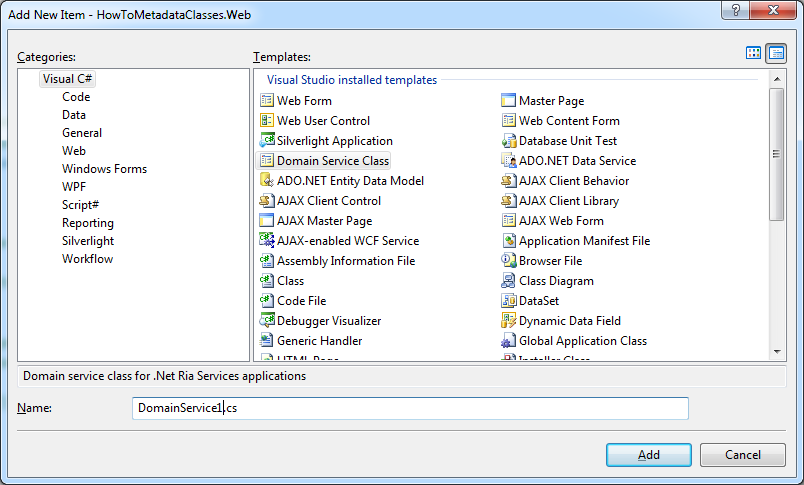 Add New Item - HowToMetadataClasses.Web
Categories:
Templates:
Visual C#
Code
Data
General
Web
Windows Forms
WPF
Script#
Reporting
Silverlight
Workflow
Visual Studio installed templates
Web Form
Master Page
Web User Control
Web Content Form
Silverlight Application
Database Unit Test
Domain Service Class
ADO.NET Data Service
ADO.NET Entity Data Model
AJAX Client Behavior
AJAX Client Control
AJAX Client Library
AJAX Master Page
AJAX Web Form
AJAX-enabled WCF Service
Application Manifest File
Assembly Information File
Browser File
Class
Class Diagram
Code File
DataSet
Debugger Visualizer
Dynamic Data Field
Generic Handler
Global Application Class
HTML Page
Installer Class
Domain service class for .Net Ria Services applications
Name:
DomainService1.cs
Add
Cancel